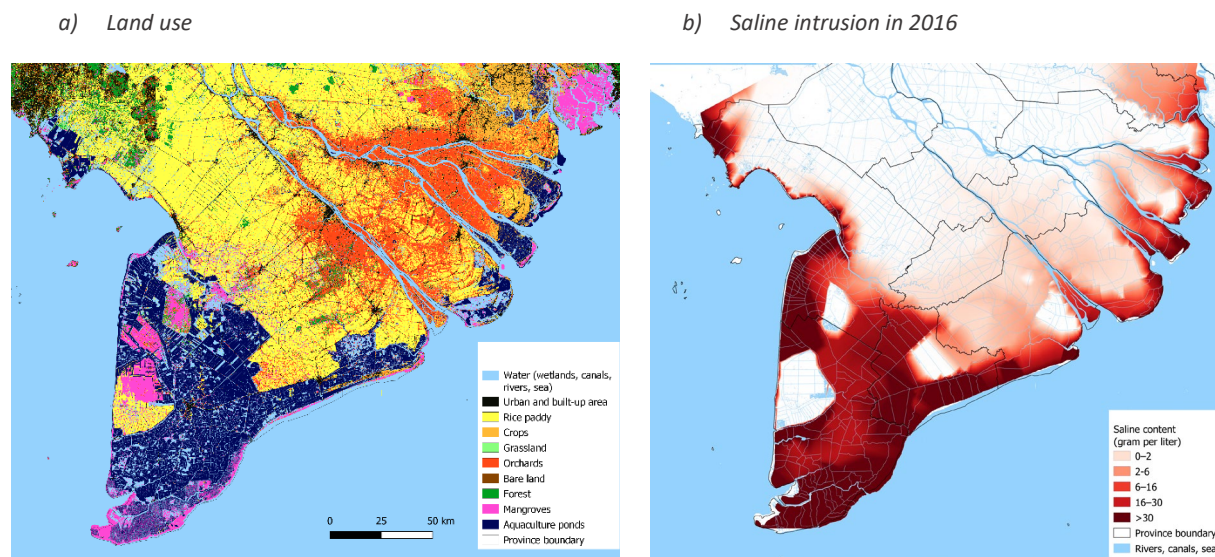 a) Land use
b) Saline intrusion in 2016
Water (wetlands, canals,
rivers, sea)
Urban and built-up area
Rice paddy
Crops
Grassland
Orchards
Bare land
Forest
Mangroves
Aquaculture ponds
Province boundary
0 25 50 km
Saline content
(gram per liter)
0–2
2-6
6–16
16–30
>30
Province boundary
Rivers, canals, sea